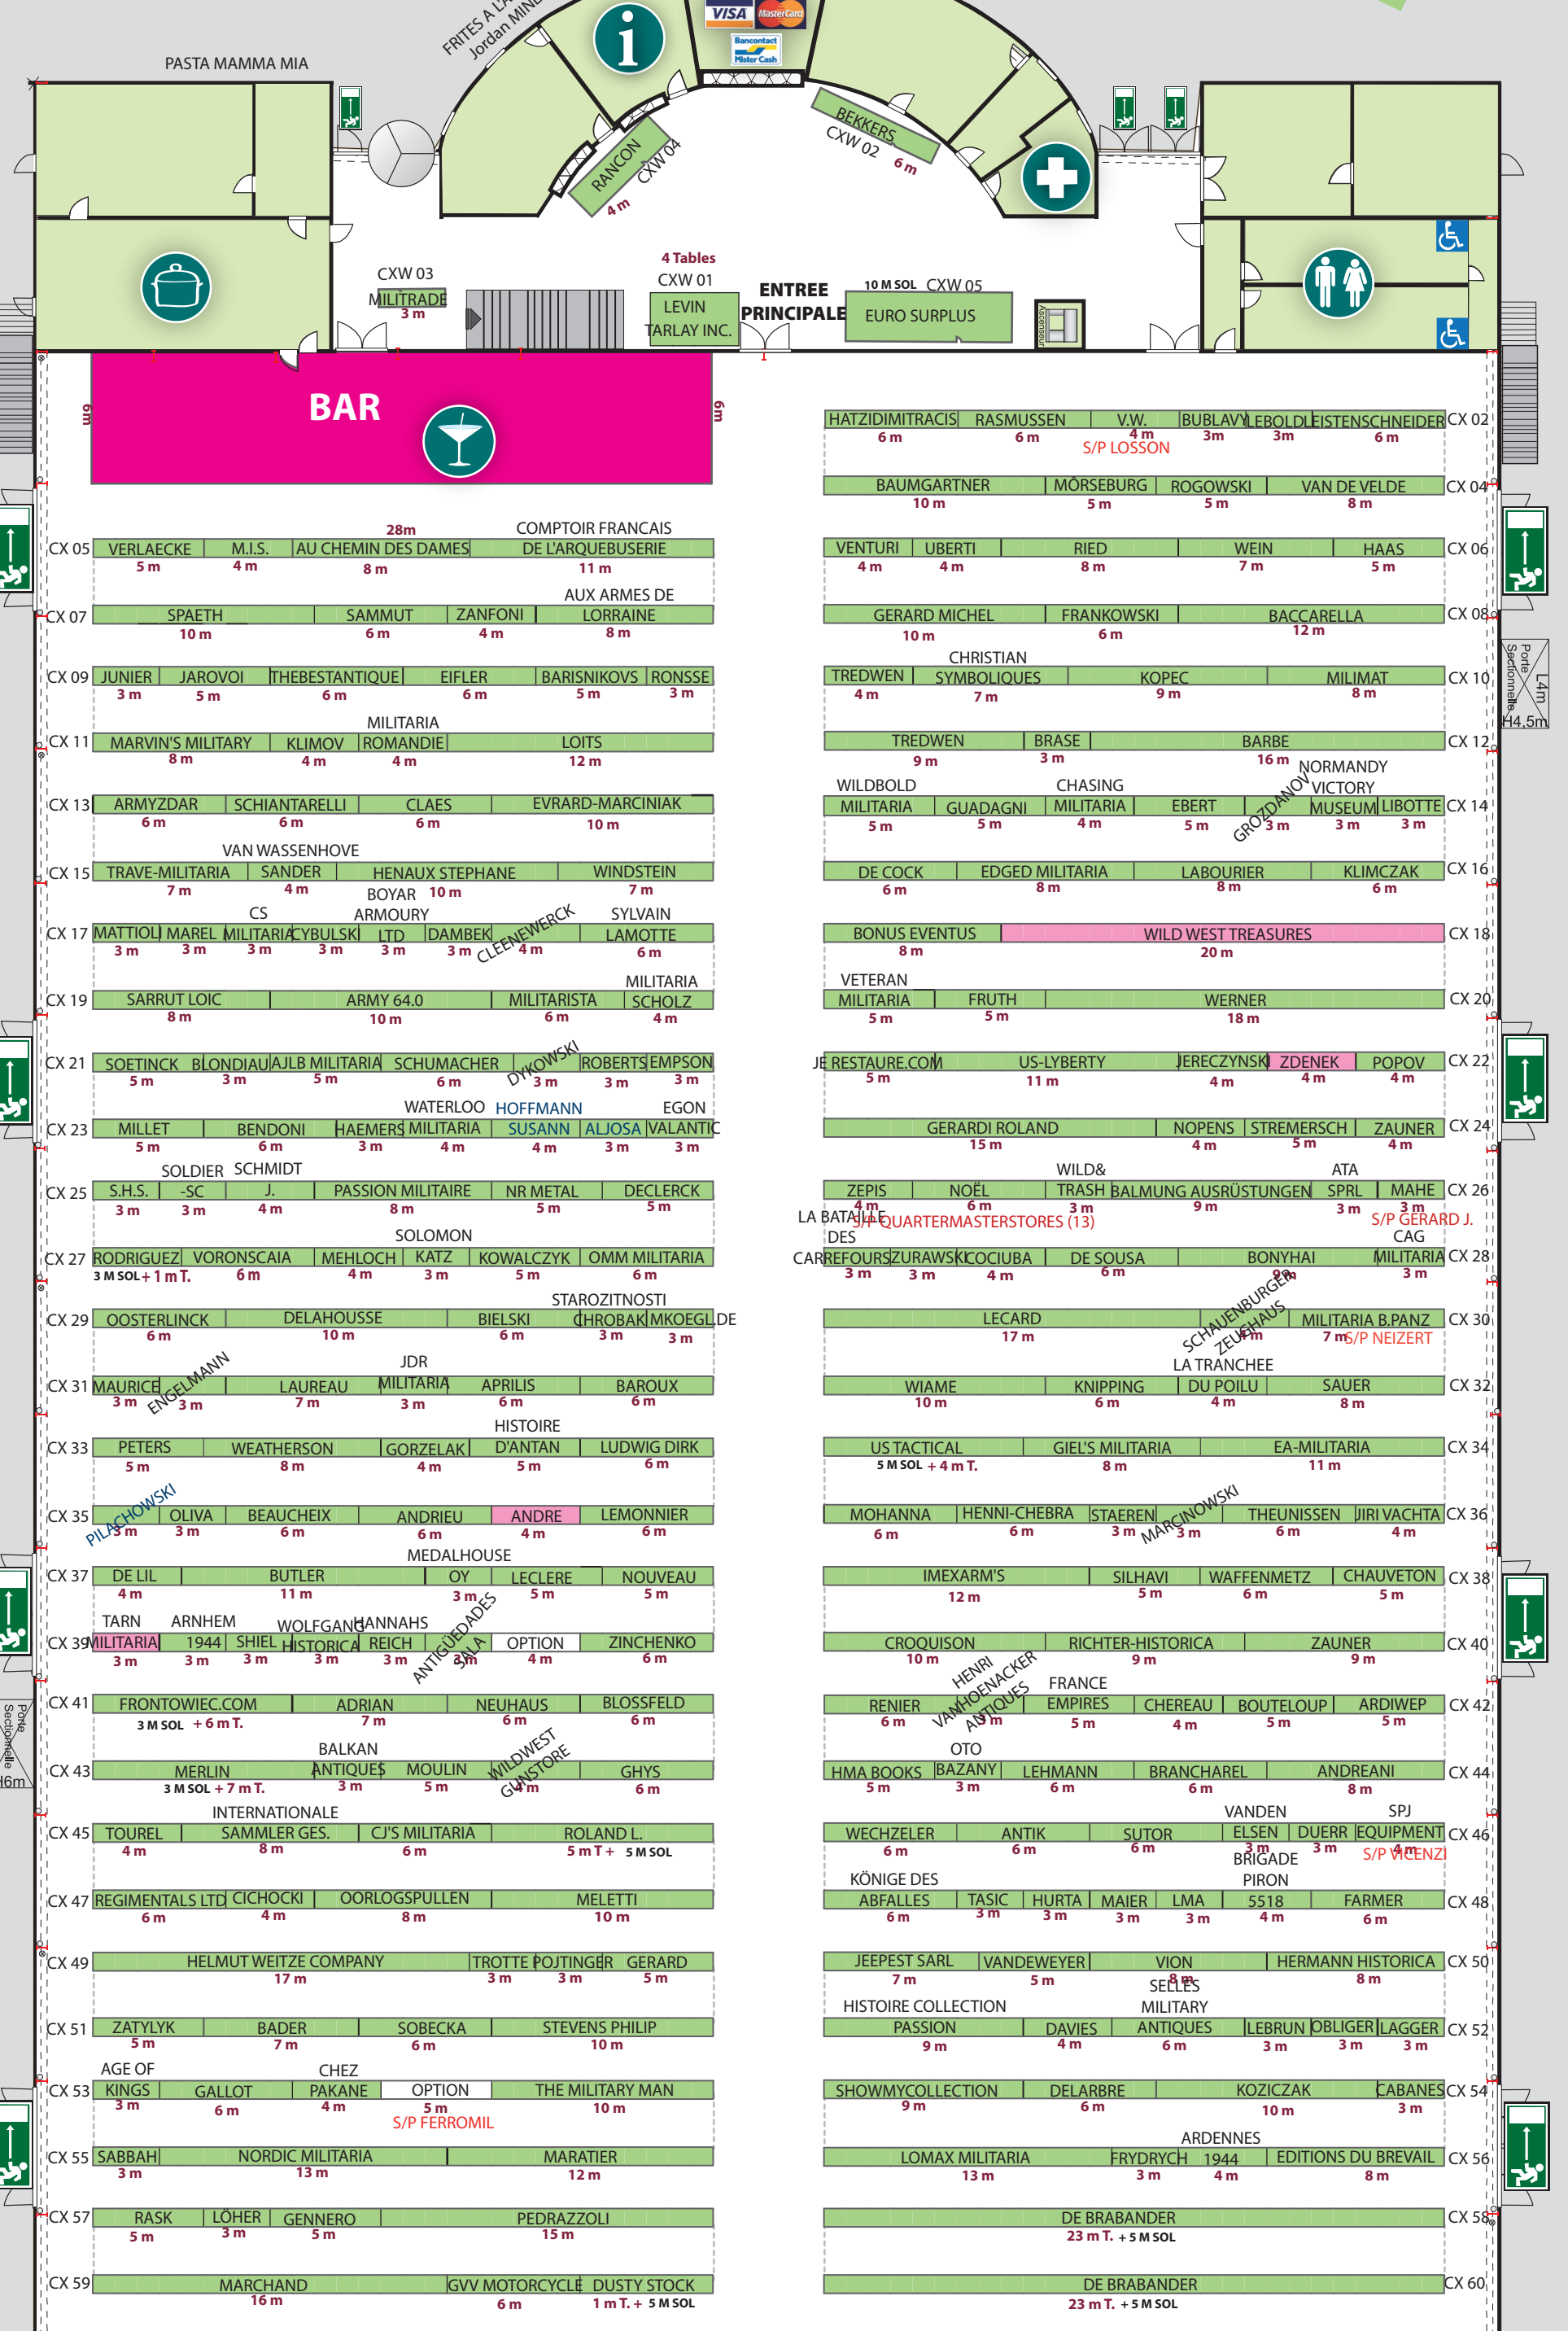 FRITES A L'A
Jordan MINE
VISA MasterCard
Bancontact
Mister Cash
i
PASTA MAMMA MIA
BEKKERS
CXW 02
6 m
RANCON
CXW 04
4 m
CXW 03
MILITRADE
3 m
4 Tables
CXW 01
LEVIN
TARLAY INC.
ENTREE
PRINCIPALE
10 M SOL CXW 05
EURO SURPLUS
Ascenseur
BAR
6m
6m
HATZIDIMITRACIS RASMUSSEN V.W. BUBLAVY LEBOLD LEISTENSCHNEIDER CX 02
6 m 6 m 4 m 3m 3m 6 m
S/P LOSSON
BAUMGARTNER MÖRSEBURG ROGOWSKI VAN DE VELDE CX 04
10 m 5 m 5 m 8 m
28m COMPTOIR FRANCAIS
CX 05 VERLAECKE M.I.S. AU CHEMIN DES DAMES DE L'ARQUEBUSERIE
5 m 4 m 8 m 11 m
VENTURI UBERTI RIED WEIN HAAS CX 06
4 m 4 m 8 m 7 m 5 m
AUX ARMES DE
CX 07 SPAETH SAMMUT ZANFONI LORRAINE
10 m 6 m 4 m 8 m
GERARD MICHEL FRANKOWSKI BACCARELLA CX 08
10 m 6 m 12 m
CX 09 JUNIER JAROVOI THEBESTANTIQUE EIFLER BARISNIKOVS RONSSE
3 m 5 m 6 m 6 m 5 m 3 m
CHRISTIAN
TREDWEN SYMBOLIQUES KOPEC MILIMAT CX 10
4 m 7 m 9 m 8 m
Porte
Sectionnelle
L4m
H4,5m
MILITARIA
CX 11 MARVIN'S MILITARY KLIMOV ROMANDIE LOITS
8 m 4 m 4 m 12 m
TREDWEN BRASE BARBE CX 12
9 m 3 m 16 m
CX 13 ARMYZDAR SCHIANTARELLI CLAES EVRARD-MARCINIAK
6 m 6 m 6 m 10 m
NORMANDY
WILDBOLD CHASING VICTORY
MILITARIA GUADAGNI MILITARIA EBERT GROZDANOV MUSEUM LIBOTTE CX 14
5 m 5 m 4 m 5 m 3 m 3 m 3 m
VAN WASSENHOVE
CX 15 TRAVE-MILITARIA SANDER HENAUX STEPHANE WINDSTEIN
7 m 4 m 10 m 7 m
DE COCK EDGED MILITARIA LABOURIER KLIMCZAK CX 16
6 m 8 m 8 m 6 m
BOYAR
CS ARMOURY SYLVAIN
CX 17 MATTIOLI MAREL MILITARIA CYBULSKI LTD DAMBEK CLEENEWERCK LAMOTTE
3 m 3 m 3 m 3 m 3 m 3 m 4 m 6 m
BONUS EVENTUS WILD WEST TREASURES CX 18
8 m 20 m
MILITARIA
CX 19 SARRUT LOIC ARMY 64.0 MILITARISTA SCHOLZ
8 m 10 m 6 m 4 m
VETERAN
MILITARIA FRUTH WERNER CX 20
5 m 5 m 18 m
CX 21 SOETINCK BLONDIAU AJLB MILITARIA SCHUMACHER DYKOWSKI ROBERTS EMPSON
5 m 3 m 5 m 6 m 3 m 3 m 3 m
JE RESTAURE.COM US-LYBERTY JERECZYNSKI ZDENEK POPOV CX 22
5 m 11 m 4 m 4 m 4 m
WATERLOO HOFFMANN EGON
CX 23 MILLET BENDONI HAEMERS MILITARIA SUSANN ALJOSA VALANTIC
5 m 6 m 3 m 4 m 4 m 3 m 3 m
GERARDI ROLAND NOPENS STREMERSCH ZAUNER CX 24
15 m 4 m 5 m 4 m
SOLDIER SCHMIDT
CX 25 S.H.S. -SC J. PASSION MILITAIRE NR METAL DECLERCK
3 m 3 m 4 m 8 m 5 m 5 m
WILD& ATA
ZEPIS NOËL TRASH BALMUNG AUSRÜSTUNGEN SPRL MAHE CX 26
4 m 6 m 3 m 9 m 3 m 3 m
S/P QUARTERMASTERSTORES (13) S/P GERARD J.
SOLOMON
CX 27 RODRIGUEZ VORONSCAIA MEHLOCH KATZ KOWALCZYK OMM MILITARIA
3 M SOL + 1 m T. 6 m 4 m 3 m 5 m 6 m
LA BATAILLE
DES CAG
CARREFOURS ZURAWSKI COCIUBA DE SOUSA BONYHAI MILITARIA CX 28
3 m 3 m 4 m 6 m 9 m 3 m
STAROZITNOSTI
CX 29 OOSTERLINCK DELAHOUSSE BIELSKI CHROBAK MKOEGL.DE
6 m 10 m 6 m 3 m 3 m
LECARD SCHAUENBURGER ZEUGHAUS MILITARIA B.PANZ CX 30
17 m 4 m 7 m S/P NEIZERT
JDR
CX 31 MAURICE ENGELMANN LAUREAU MILITARIA APRILIS BAROUX
3 m 3 m 7 m 3 m 6 m 6 m
LA TRANCHEE
WIAME KNIPPING DU POILU SAUER CX 32
10 m 6 m 4 m 8 m
HISTOIRE
CX 33 PETERS WEATHERSON GORZELAK D'ANTAN LUDWIG DIRK
5 m 8 m 4 m 5 m 6 m
US TACTICAL GIEL'S MILITARIA EA-MILITARIA CX 34
5 M SOL + 4 m T. 8 m 11 m
CX 35 PILACHOWSKI OLIVA BEAUCHEIX ANDRIEU ANDRE LEMONNIER
3 m 3 m 6 m 6 m 4 m 6 m
MOHANNA HENNI-CHEBRA STAEREN MARCINOWSKI THEUNISSEN JIRI VACHTA CX 36
6 m 6 m 3 m 3 m 6 m 4 m
MEDALHOUSE
CX 37 DE LIL BUTLER OY LECLERE NOUVEAU
4 m 11 m 3 m 5 m 5 m
IMEXARM'S SILHAVI WAFFENMETZ CHAUVETON CX 38
12 m 5 m 6 m 5 m
TARN ARNHEM WOLFGANG HANNAHS
CX 39 MILITARIA 1944 SHIEL HISTORICA REICH ANTIGÜEDADES SALA OPTION ZINCHENKO
3 m 3 m 3 m 3 m 3 m 3m 4 m 6 m
CROQUISON RICHTER-HISTORICA ZAUNER CX 40
10 m 9 m 9 m
Porte
Sectionnelle
H6m
CX 41 FRONTOWIEC.COM ADRIAN NEUHAUS BLOSSFELD
3 M SOL + 6 m T. 7 m 6 m 6 m
HENRI FRANCE
RENIER VANHOENACKER ANTIQUES EMPIRES CHEREAU BOUTELOUP ARDIWEP CX 42
6 m 3 m 5 m 4 m 5 m 5 m
BALKAN
CX 43 MERLIN ANTIQUES MOULIN WILDWEST GUNSTORE GHYS
3 M SOL + 7 m T. 3 m 5 m 4 m 6 m
OTO
HMA BOOKS BAZANY LEHMANN BRANCHAREL ANDREANI CX 44
5 m 3 m 6 m 6 m 8 m
INTERNATIONALE
CX 45 TOUREL SAMMLER GES. CJ'S MILITARIA ROLAND L.
4 m 8 m 6 m 5 m T + 5 M SOL
VANDEN SPJ
WECHZELER ANTIK SUTOR ELSEN DUERR EQUIPMENT CX 46
6 m 6 m 6 m 3 m 3 m 4 m
S/P VICENZI
CX 47 REGIMENTALS LTD CICHOCKI OORLOGSPULLEN MELETTI
6 m 4 m 8 m 10 m
BRIGADE
KÖNIGE DES PIRON
ABFALLES TASIC HURTA MAIER LMA 5518 FARMER CX 48
6 m 3 m 3 m 3 m 3 m 4 m 6 m
CX 49 HELMUT WEITZE COMPANY TROTTE POJTINGER GERARD
17 m 3 m 3 m 5 m
JEEPEST SARL VANDEWEYER VION HERMANN HISTORICA CX 50
7 m 5 m 8 m 8 m
CX 51 ZATYLYK BADER SOBECKA STEVENS PHILIP
5 m 7 m 6 m 10 m
SELLES
HISTOIRE COLLECTION MILITARY
PASSION DAVIES ANTIQUES LEBRUN OBLIGER LAGGER CX 52
9 m 4 m 6 m 3 m 3 m 3 m
AGE OF CHEZ
CX 53 KINGS GALLOT PAKANE OPTION THE MILITARY MAN
3 m 6 m 4 m 5 m 10 m
S/P FERROMIL
SHOWMYCOLLECTION DELARBRE KOZICZAK CABANES CX 54
9 m 6 m 10 m 3 m
CX 55 SABBAH NORDIC MILITARIA MARATIER
3 m 13 m 12 m
ARDENNES
LOMAX MILITARIA FRYDRYCH 1944 EDITIONS DU BREVAIL CX 56
13 m 3 m 4 m 8 m
CX 57 RASK LÖHER GENNERO PEDRAZZOLI
5 m 3 m 5 m 15 m
DE BRABANDER CX 58
23 m T. + 5 M SOL
CX 59 MARCHAND GVV MOTORCYCLE DUSTY STOCK
16 m 6 m 1 m T. + 5 M SOL
DE BRABANDER CX 60
23 m T. + 5 M SOL